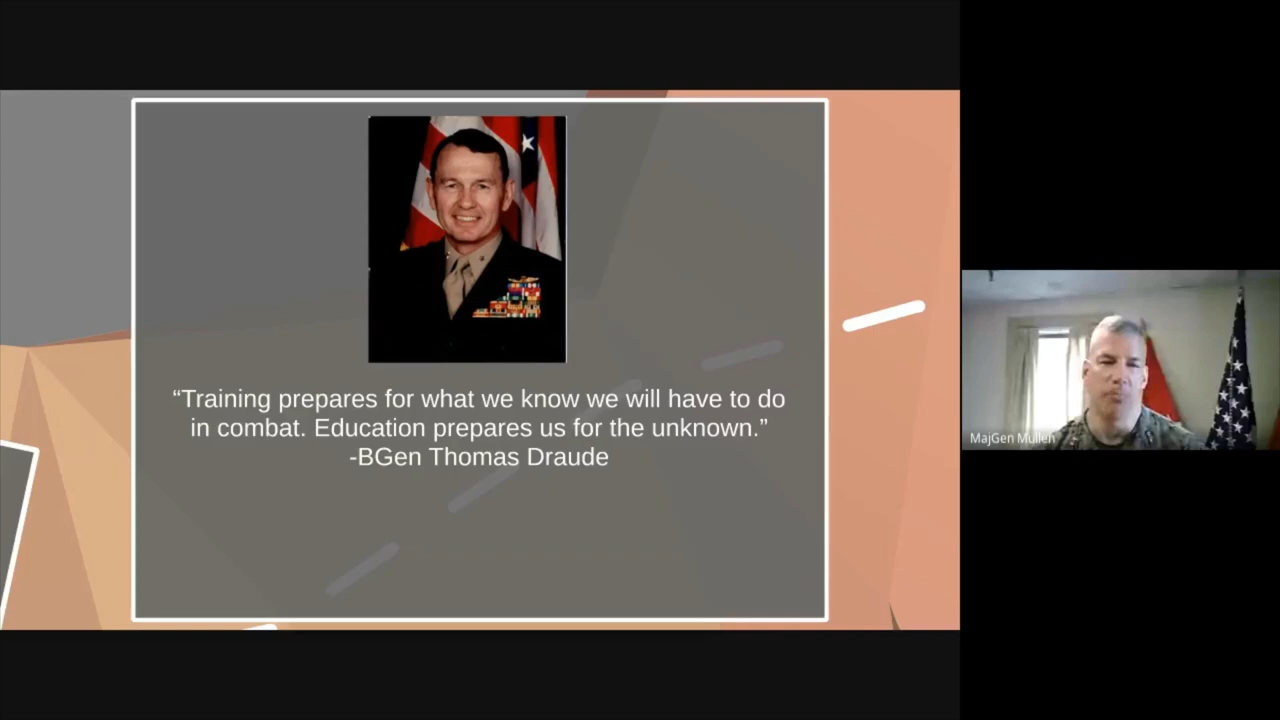 “Training prepares for what we know we will have to do
in combat. Education prepares us for the unknown.”
-BGen Thomas Draude
MajGen Mullen